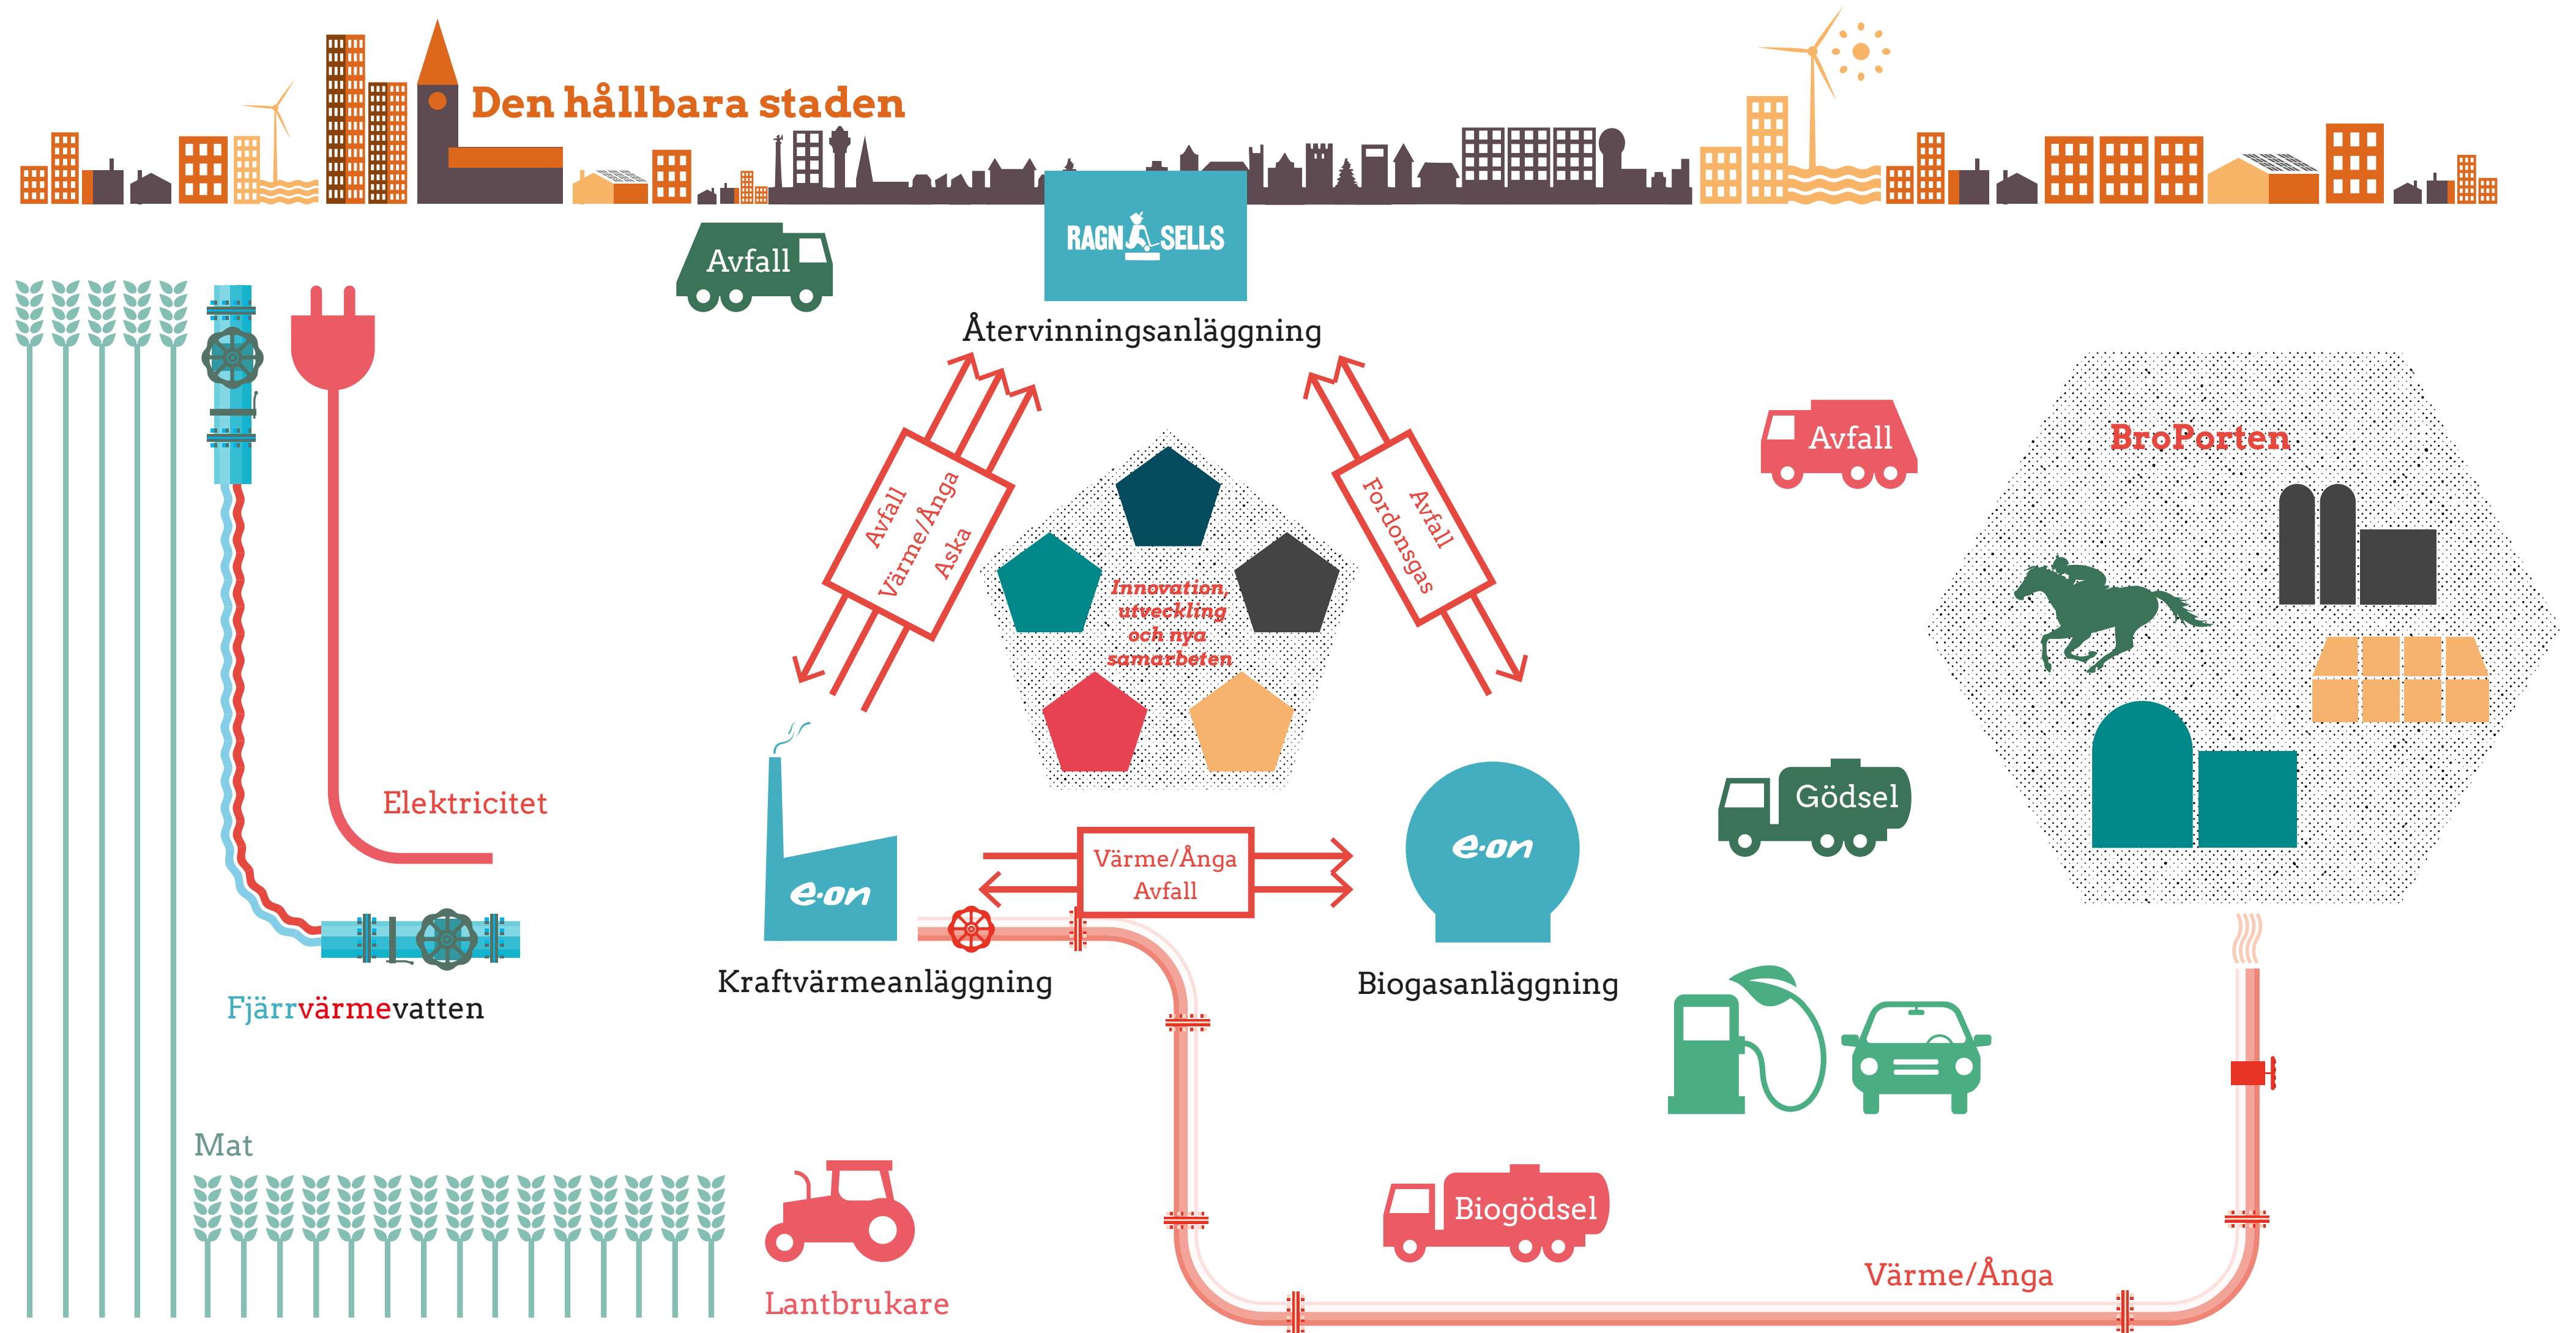 Den hållbara staden
RAGN SELLS
Avfall
Återvinningsanläggning
Avfall
Värme/Ånga
Aska
Avfall
Fordonsgas
Innovation,
utveckling
och nya
samarbeten
Avfall
BroPorten
Elektricitet
Gödsel
Värme/Ånga
Avfall
e·on
e·on
Kraftvärmeanläggning
Biogasanläggning
Fjärrvärmevatten
Mat
Biogödsel
Värme/Ånga
Lantbrukare